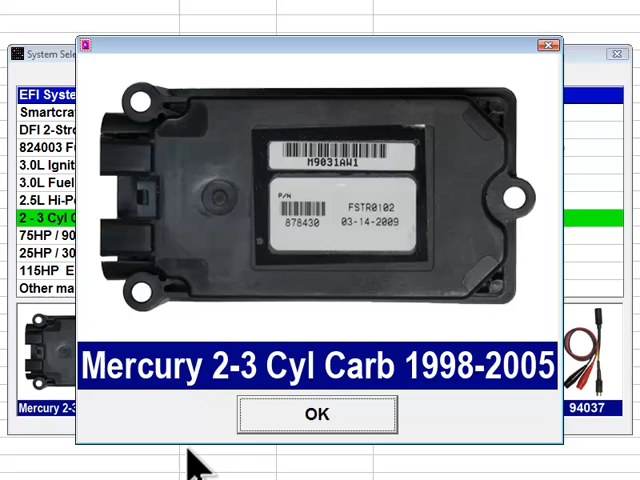 System Sele
EFI Syste
Smartcra
DFI 2-Stro
824003 Fu
3.0L Ignit
3.0L Fuel
2.5L Hi-Pe
2 - 3 Cyl C
75HP / 90
25HP / 30
115HP E
Other ma
M9031AW1
P/N
878430
FSTR0102
03-14-2009
Mercury 2-3 Cyl Carb 1998-2005
OK
Mercury 2-3
94037